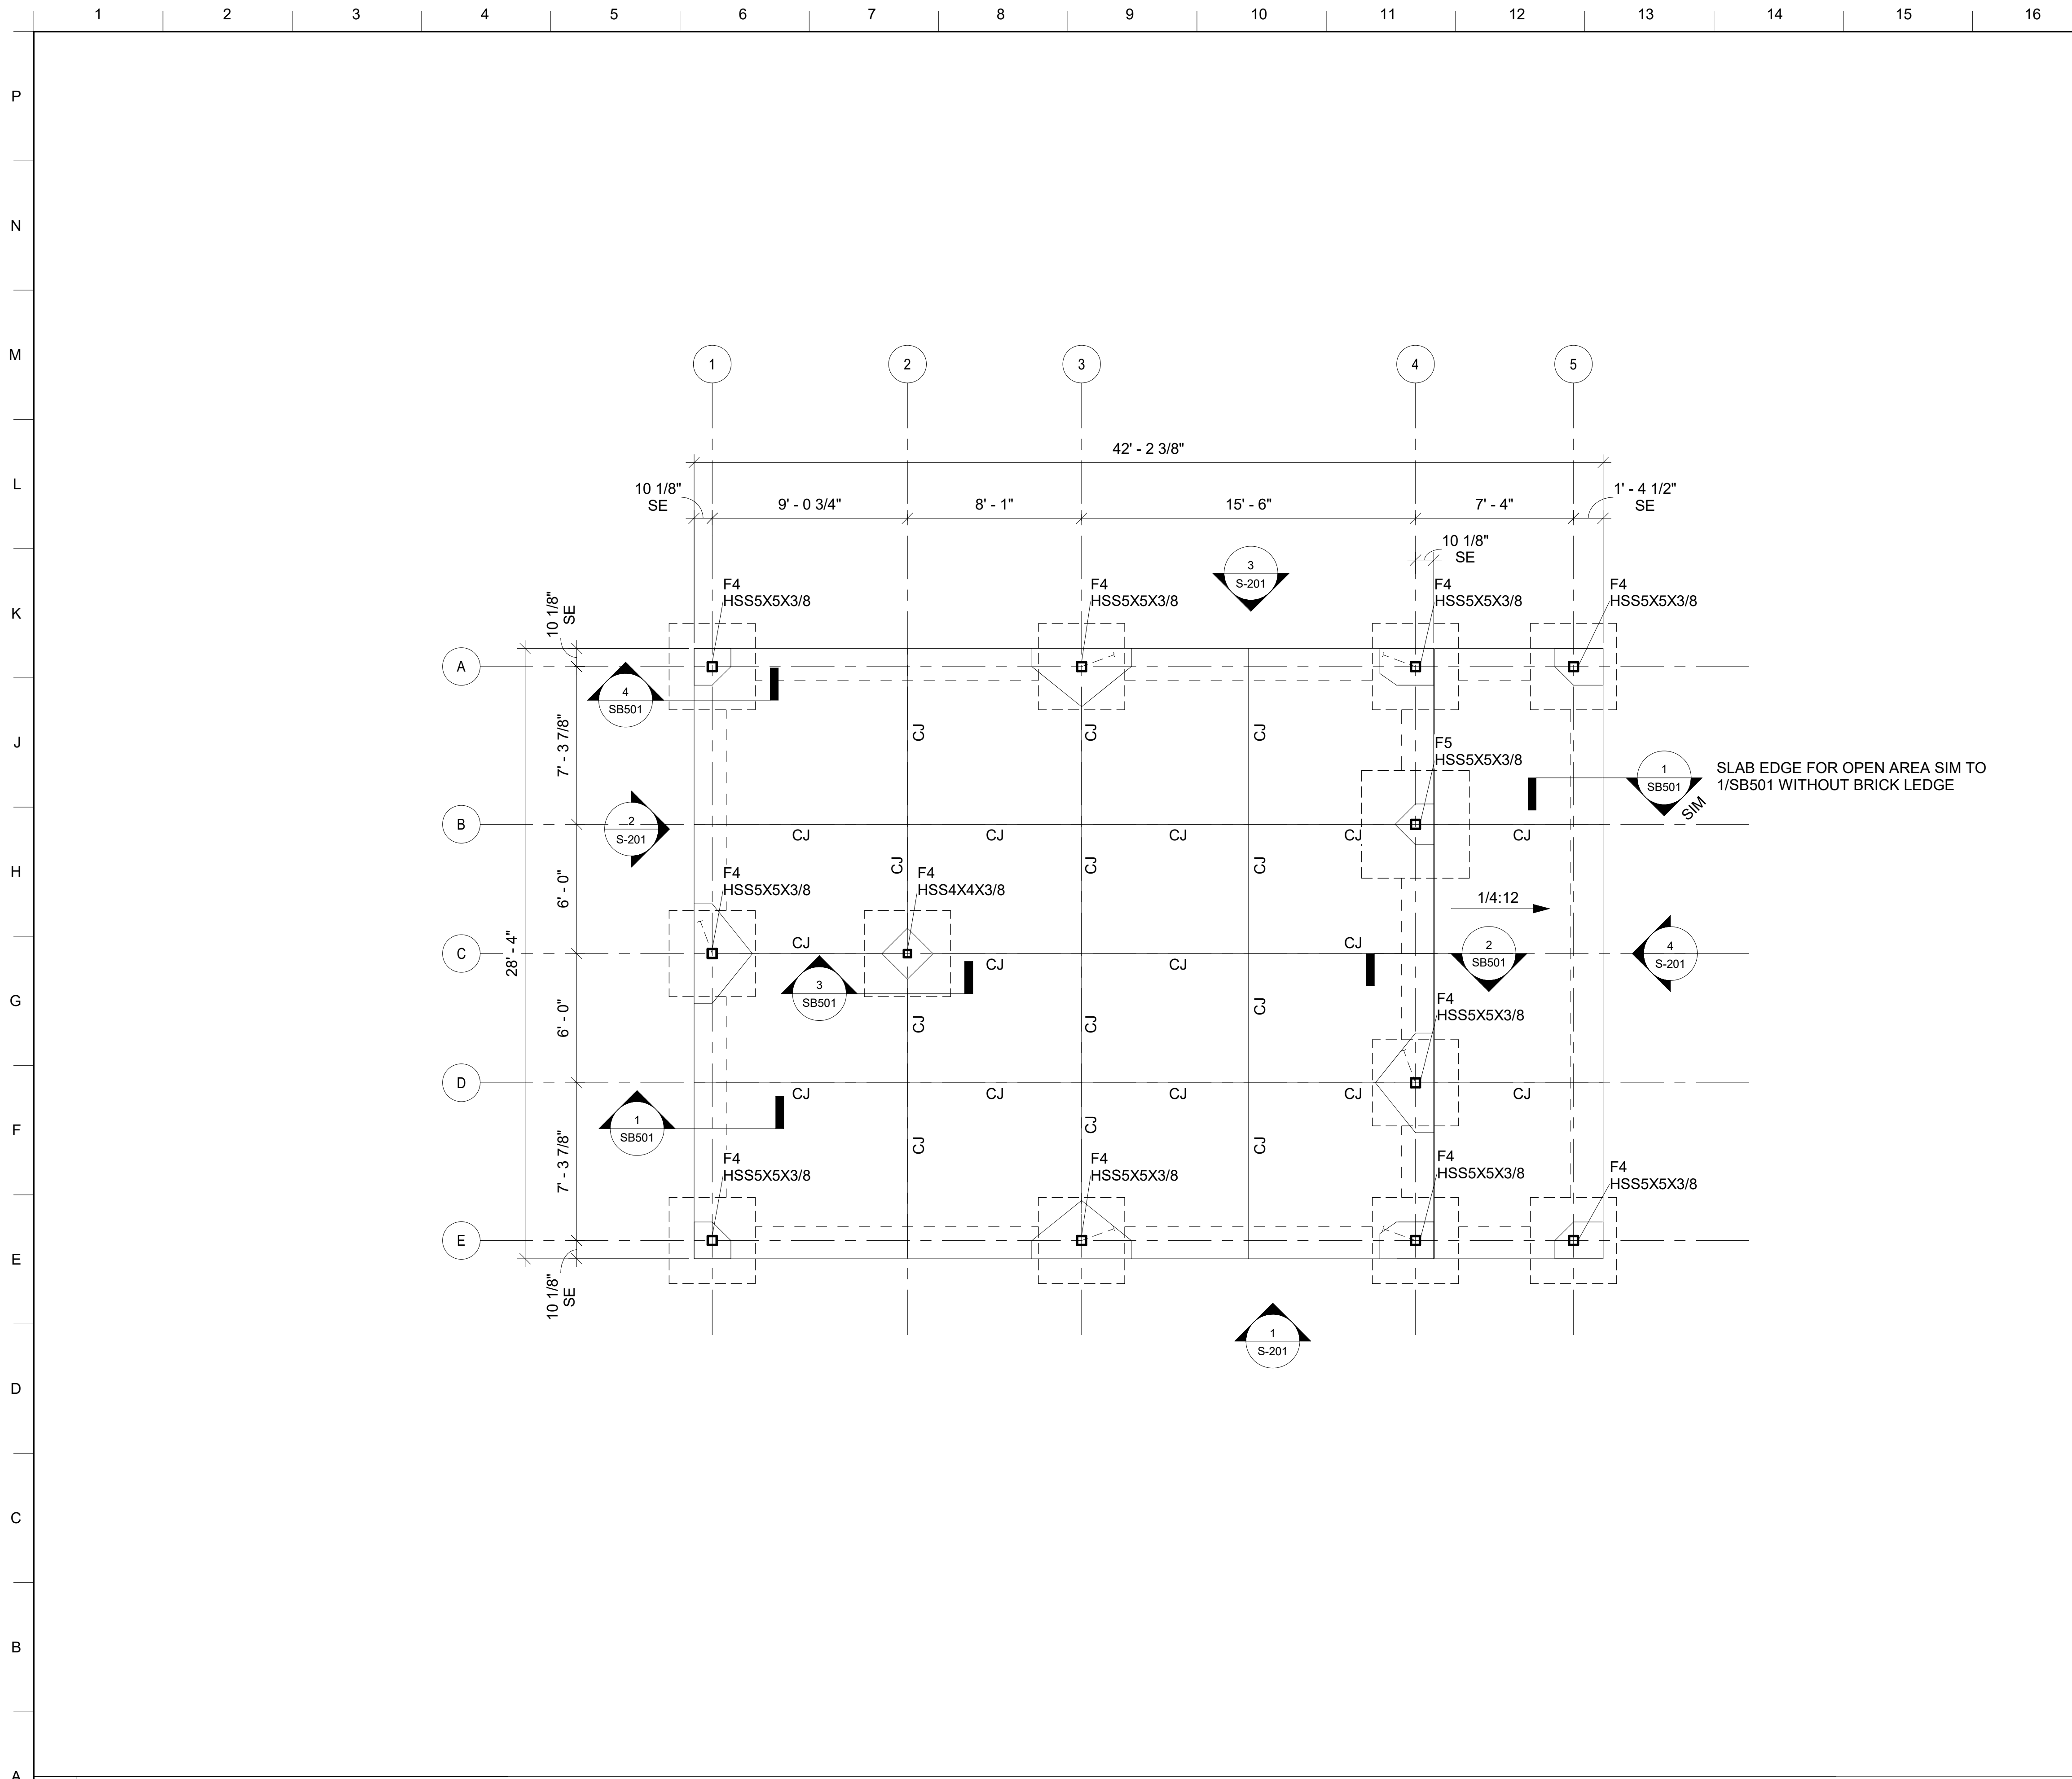 1 2 3 4 5 6 7 8 9 10 11 12 13 14 15 16
P
N
M
L
K
J
H
G
F
E
D
C
B
A
1 2 3 4 5
42' - 2 3/8"
10 1/8"
SE
9' - 0 3/4"
8' - 1"
15' - 6"
7' - 4"
1' - 4 1/2"
SE
10 1/8"
SE
3
S-201
F4
HSS5X5X3/8
F4
HSS5X5X3/8
F4
HSS5X5X3/8
F4
HSS5X5X3/8
10 1/8"
SE
A
4
SB501
7' - 3 7/8"
CJ
CJ
CJ
F5
HSS5X5X3/8
1
SB501
SIM
SLAB EDGE FOR OPEN AREA SIM TO
1/SB501 WITHOUT BRICK LEDGE
B
2
S-201
CJ
CJ
CJ
CJ
CJ
6' - 0"
F4
HSS5X5X3/8
CJ
F4
HSS4X4X3/8
CJ
CJ
1/4:12
28' - 4"
C
CJ
CJ
CJ
CJ
2
SB501
4
S-201
3
SB501
6' - 0"
CJ
CJ
CJ
F4
HSS5X5X3/8
D
CJ
CJ
CJ
CJ
CJ
1
SB501
7' - 3 7/8"
CJ
CJ
CJ
F4
HSS5X5X3/8
F4
HSS5X5X3/8
F4
HSS5X5X3/8
F4
HSS5X5X3/8
E
10 1/8"
SE
1
S-201